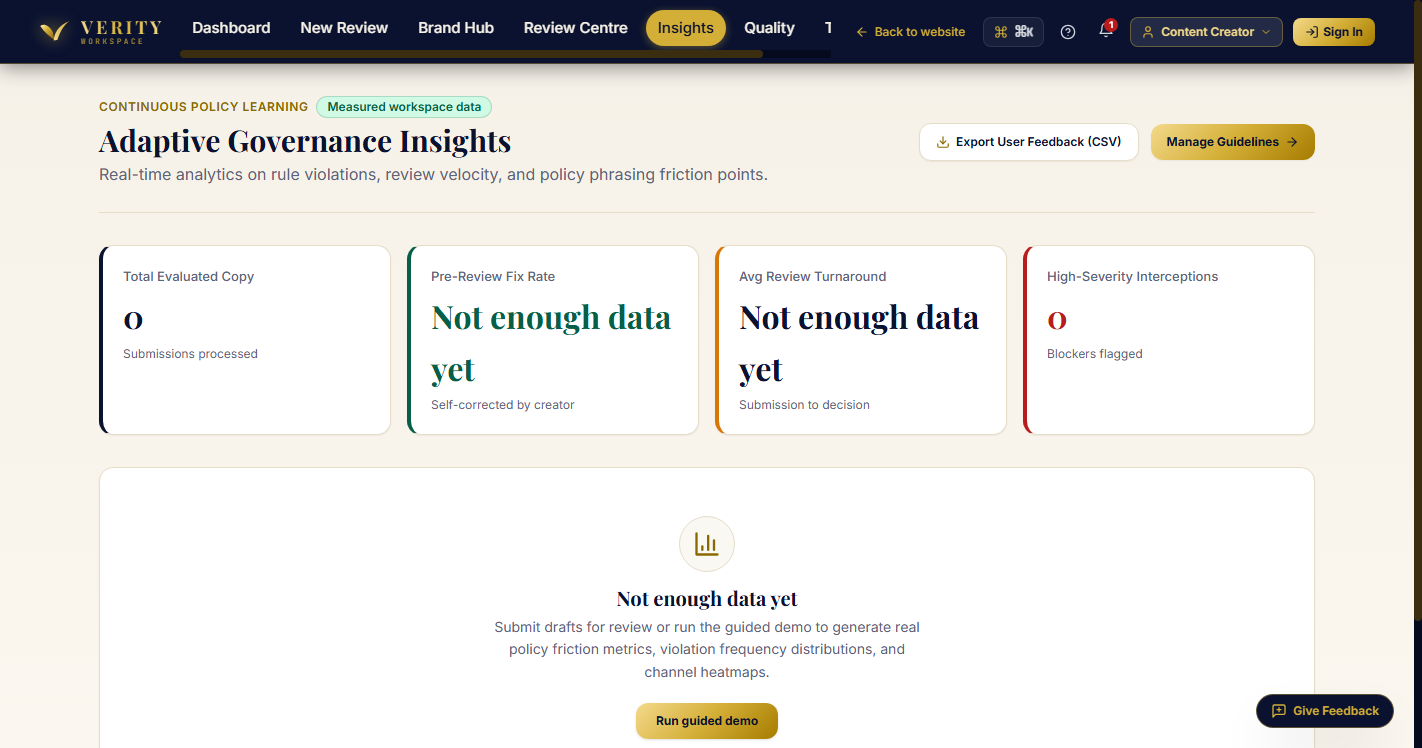 VERITY
WORKSPACE
Dashboard
New Review
Brand Hub
Review Centre
Insights
Quality
T
← Back to website
⌘ ⌘K
1
Content Creator
Sign In
CONTINUOUS POLICY LEARNING
Measured workspace data
Adaptive Governance Insights
Real-time analytics on rule violations, review velocity, and policy phrasing friction points.
Export User Feedback (CSV)
Manage Guidelines →
Total Evaluated Copy
0
Submissions processed
Pre-Review Fix Rate
Not enough data
yet
Self-corrected by creator
Avg Review Turnaround
Not enough data
yet
Submission to decision
High-Severity Interceptions
0
Blockers flagged
Not enough data yet
Submit drafts for review or run the guided demo to generate real
policy friction metrics, violation frequency distributions, and
channel heatmaps.
Run guided demo
Give Feedback